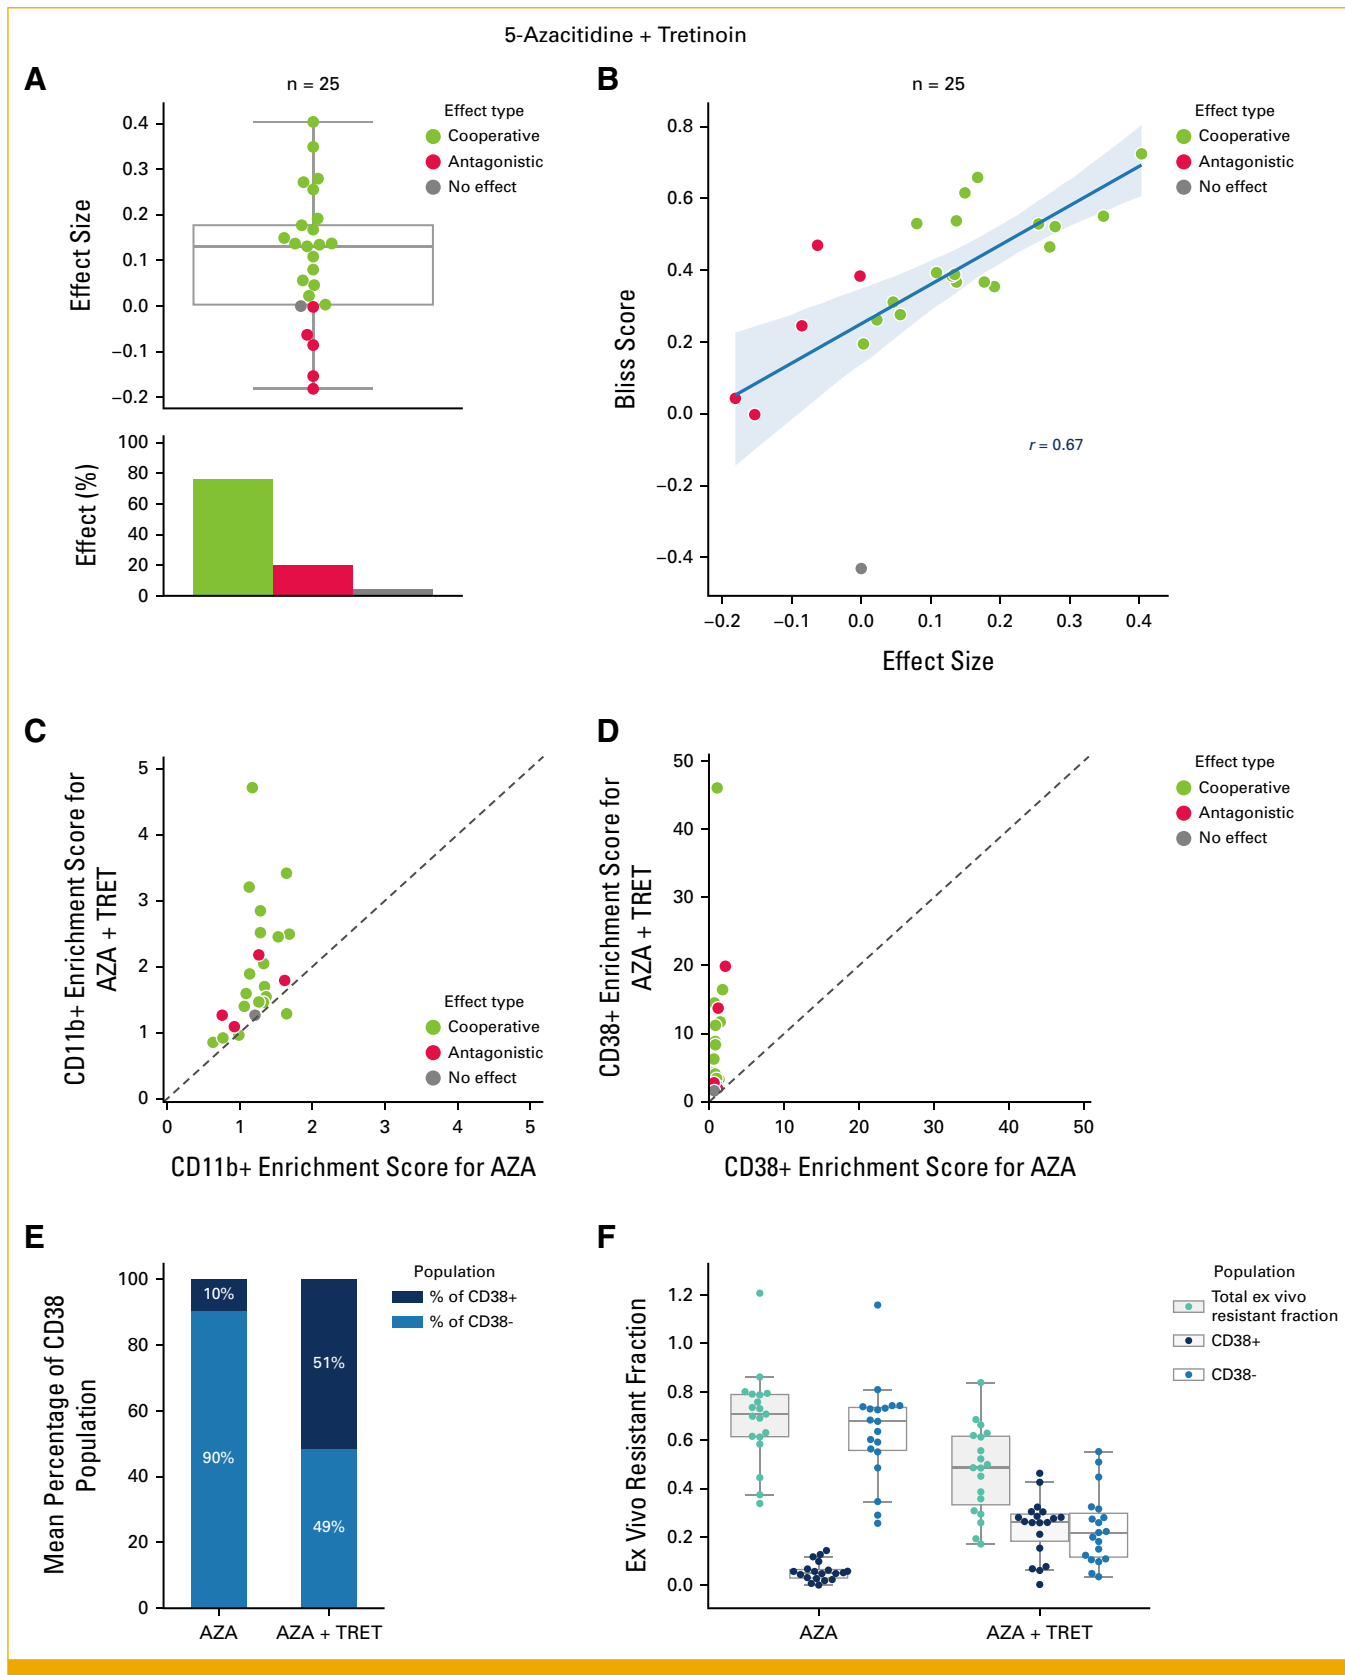 5-Azacitidine + Tretinoin
A
n = 25
Effect type
Cooperative
Antagonistic
No effect
Effect Size
0.4
0.3
0.2
0.1
0.0
−0.1
−0.2
Effect (%)
100
80
60
40
20
0
B
n = 25
Effect type
Cooperative
Antagonistic
No effect
Bliss Score
0.8
0.6
0.4
0.2
0.0
−0.2
−0.4
r = 0.67
−0.2 −0.1 0.0 0.1 0.2 0.3 0.4
Effect Size
C
CD11b+ Enrichment Score for
AZA + TRET
5
4
3
2
1
0
Effect type
Cooperative
Antagonistic
No effect
0 1 2 3 4 5
CD11b+ Enrichment Score for AZA
D
CD38+ Enrichment Score for
AZA + TRET
50
40
30
20
10
0
Effect type
Cooperative
Antagonistic
No effect
0 10 20 30 40 50
CD38+ Enrichment Score for AZA
E
Mean Percentage of CD38
Population
100
80
60
40
20
0
10%
90%
51%
49%
Population
% of CD38+
% of CD38-
AZA AZA + TRET
F
Ex Vivo Resistant Fraction
1.2
1.0
0.8
0.6
0.4
0.2
0.0
Population
Total ex vivo
resistant fraction
CD38+
CD38-
AZA AZA + TRET